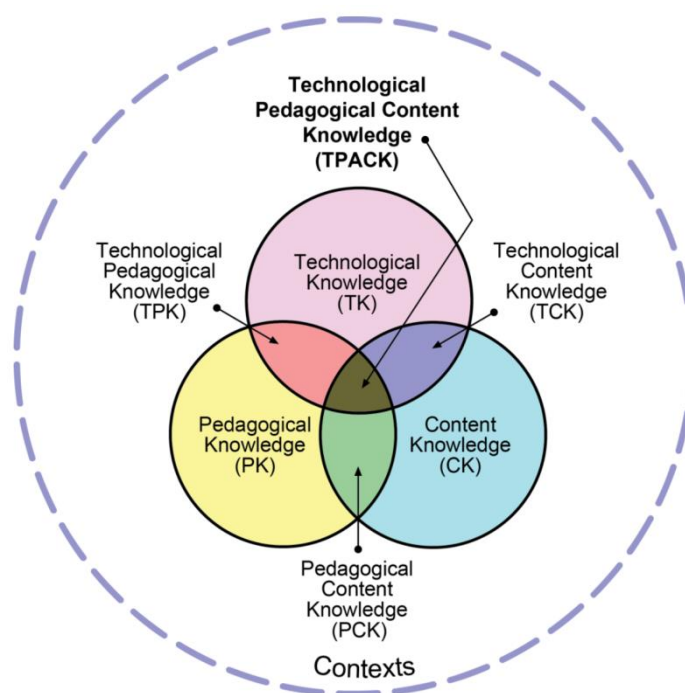 Technological
Pedagogical Content
Knowledge
(TPACK)
Technological
Pedagogical
Knowledge
(TPK)
Technological
Knowledge
(TK)
Technological
Content
Knowledge
(TCK)
Pedagogical
Knowledge
(PK)
Content
Knowledge
(CK)
Pedagogical
Content
Knowledge
(PCK)
Contexts